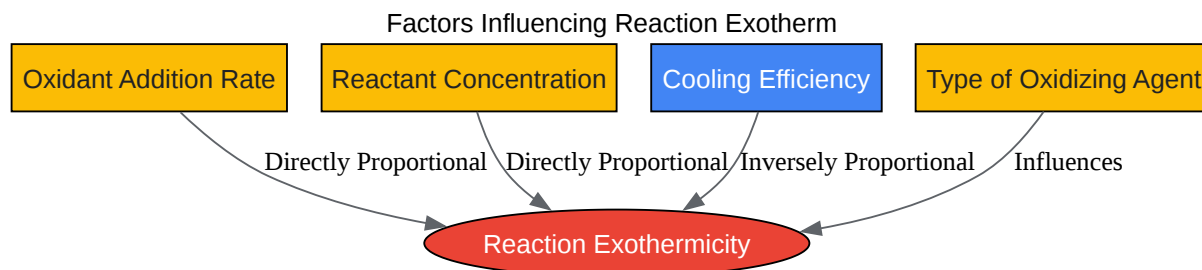 Factors Influencing Reaction Exotherm
Oxidant Addition Rate
Reactant Concentration
Cooling Efficiency
Type of Oxidizing Agent
Directly Proportional
Directly Proportional
Inversely Proportional
Influences
Reaction Exothermicity